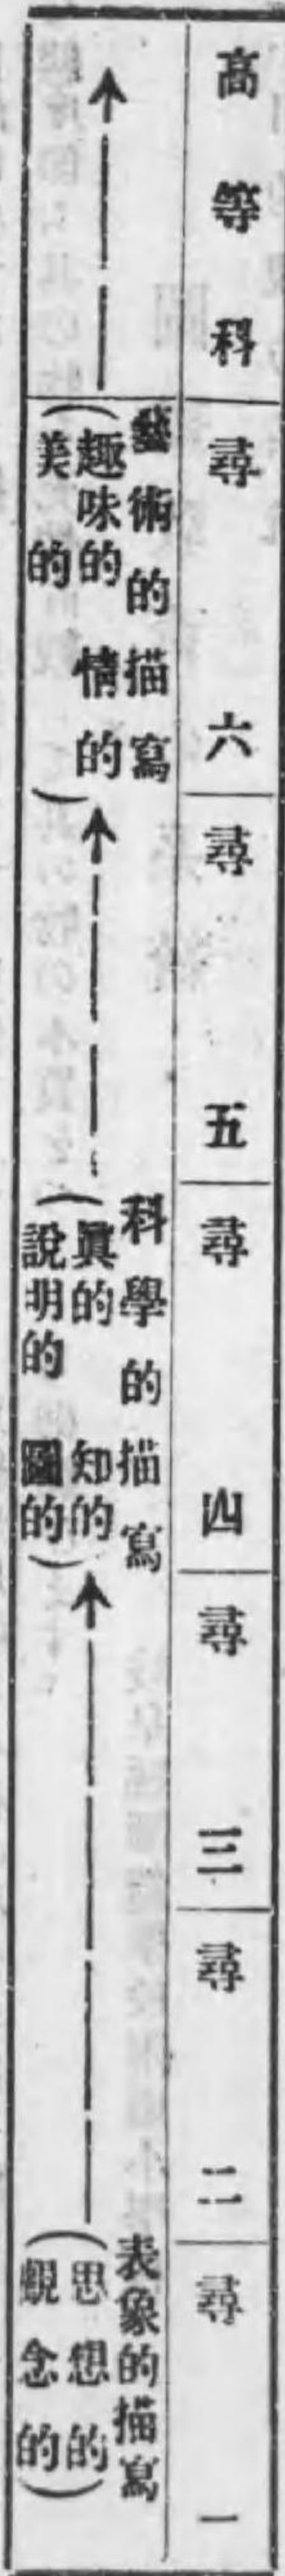 高等科
尋六
尋五
尋四
尋三
尋二
尋一
藝術的描寫
(趣味的 情的
美的)
科學的描寫
(眞的 知的
說明的 圖的)
表象的描寫
(思想的
觀念的)